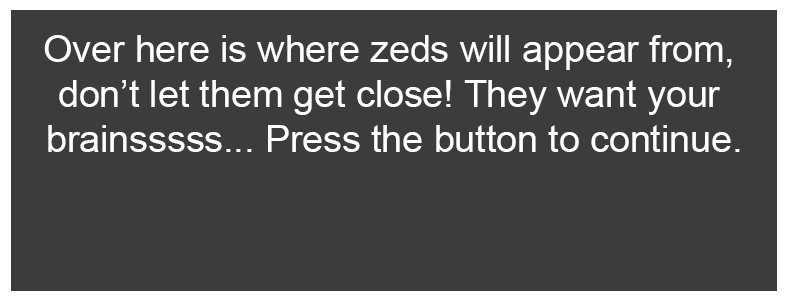 Over here is where zeds will appear from,
don’t let them get close! They want your
brainsssss... Press the button to continue.